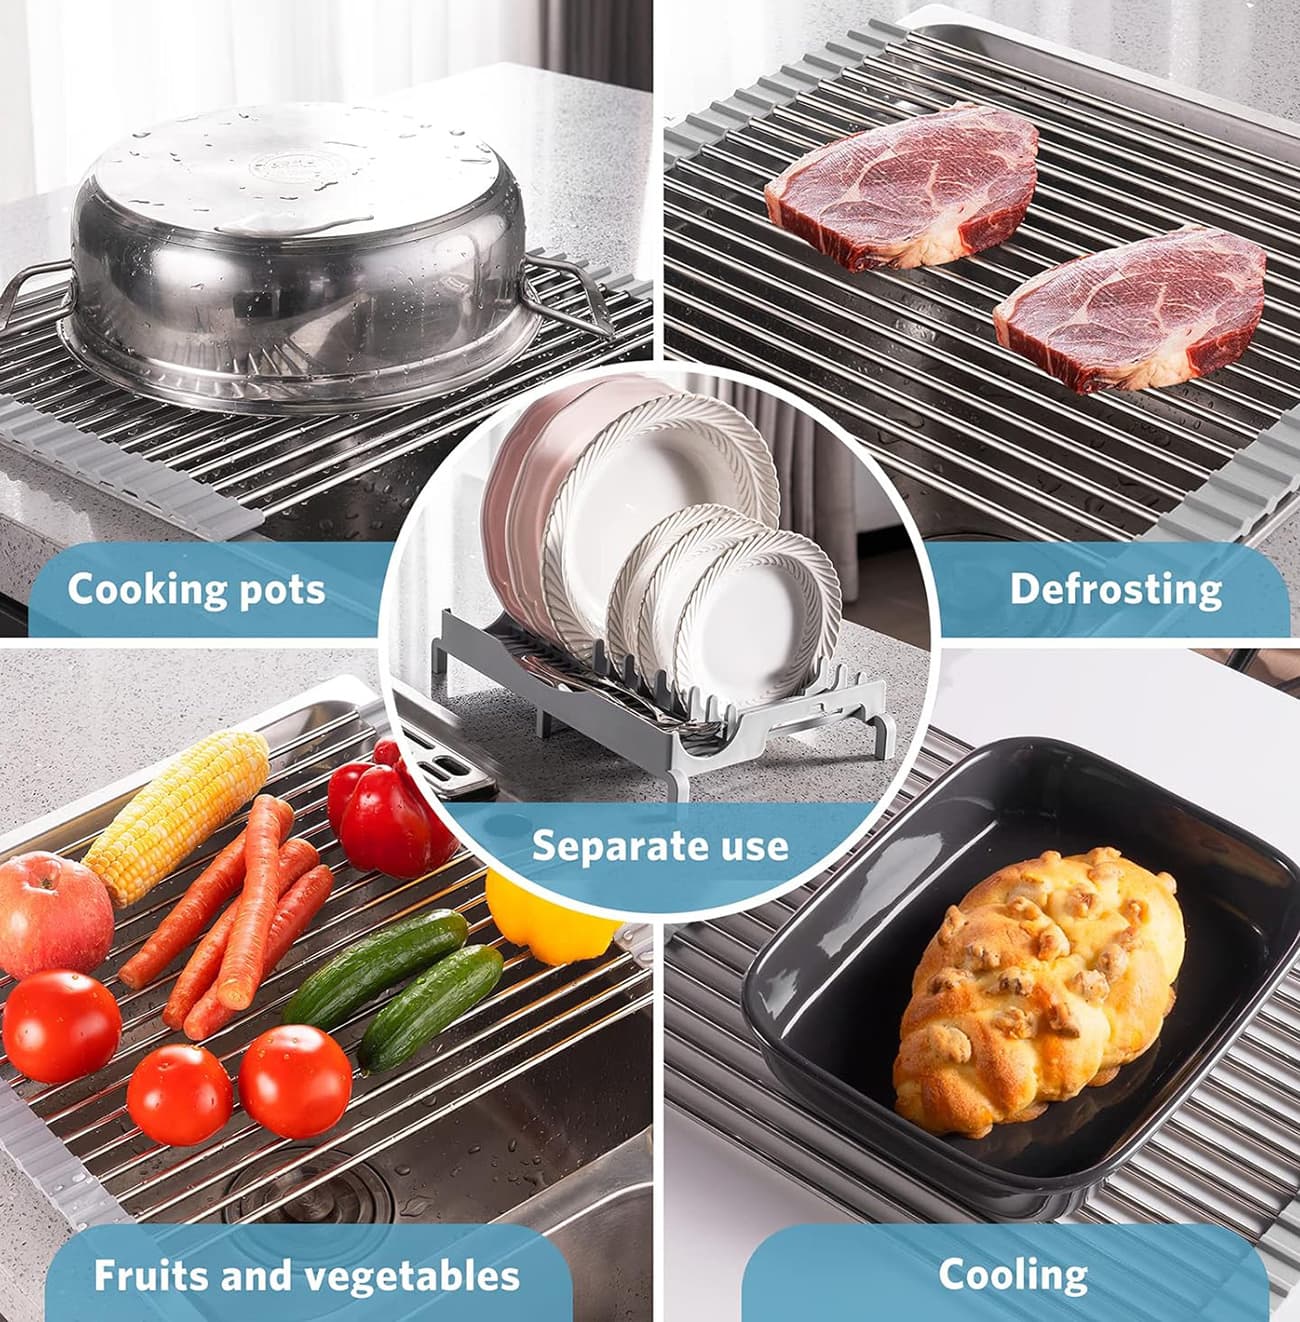 Cooking pots
Defrosting
Separate use
Fruits and vegetables
Cooling